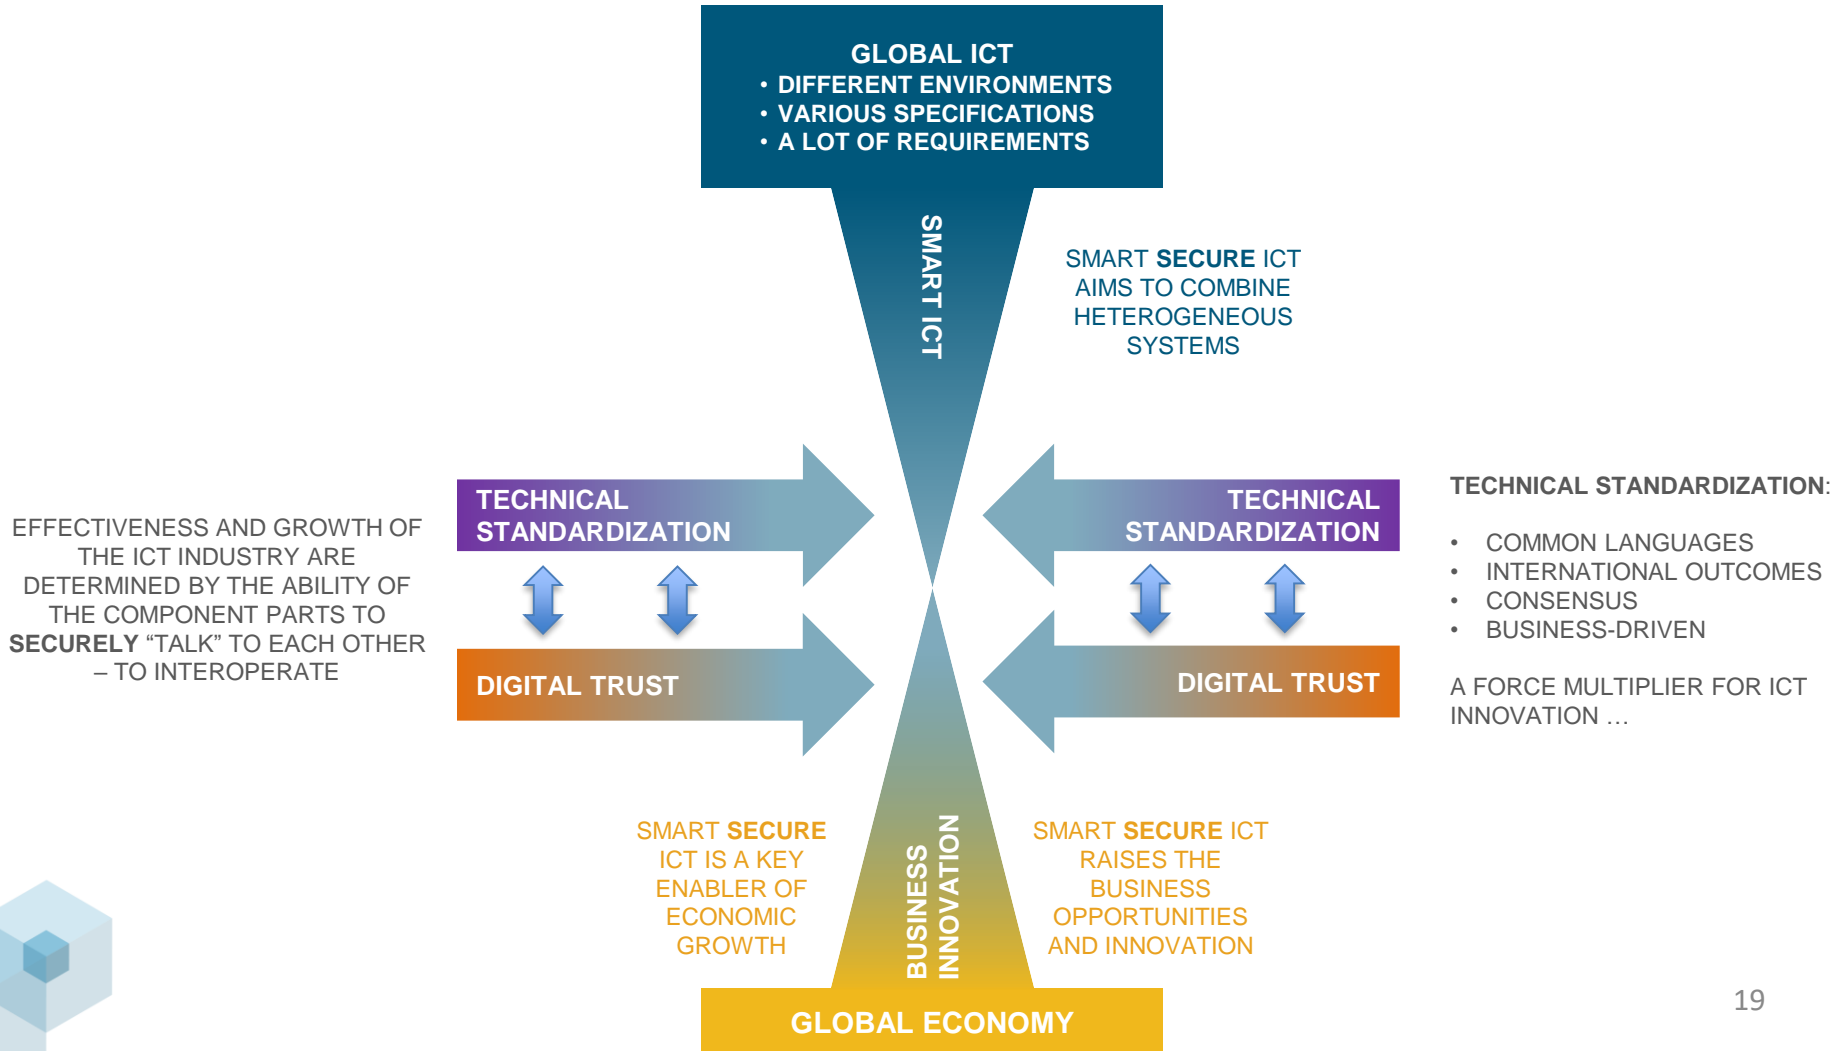 GLOBAL ICT
• DIFFERENT ENVIRONMENTS
• VARIOUS SPECIFICATIONS
• A LOT OF REQUIREMENTS
SMART ICT
SMART SECURE ICT
AIMS TO COMBINE
HETEROGENEOUS
SYSTEMS
EFFECTIVENESS AND GROWTH OF
THE ICT INDUSTRY ARE
DETERMINED BY THE ABILITY OF
THE COMPONENT PARTS TO
SECURELY “TALK” TO EACH OTHER
– TO INTEROPERATE
TECHNICAL
STANDARDIZATION
DIGITAL TRUST
TECHNICAL
STANDARDIZATION
DIGITAL TRUST
TECHNICAL STANDARDIZATION:
• COMMON LANGUAGES
• INTERNATIONAL OUTCOMES
• CONSENSUS
• BUSINESS-DRIVEN
A FORCE MULTIPLIER FOR ICT
INNOVATION …
SMART SECURE
ICT IS A KEY
ENABLER OF
ECONOMIC
GROWTH
BUSINESS
INNOVATION
SMART SECURE ICT
RAISES THE
BUSINESS
OPPORTUNITIES
AND INNOVATION
GLOBAL ECONOMY
19